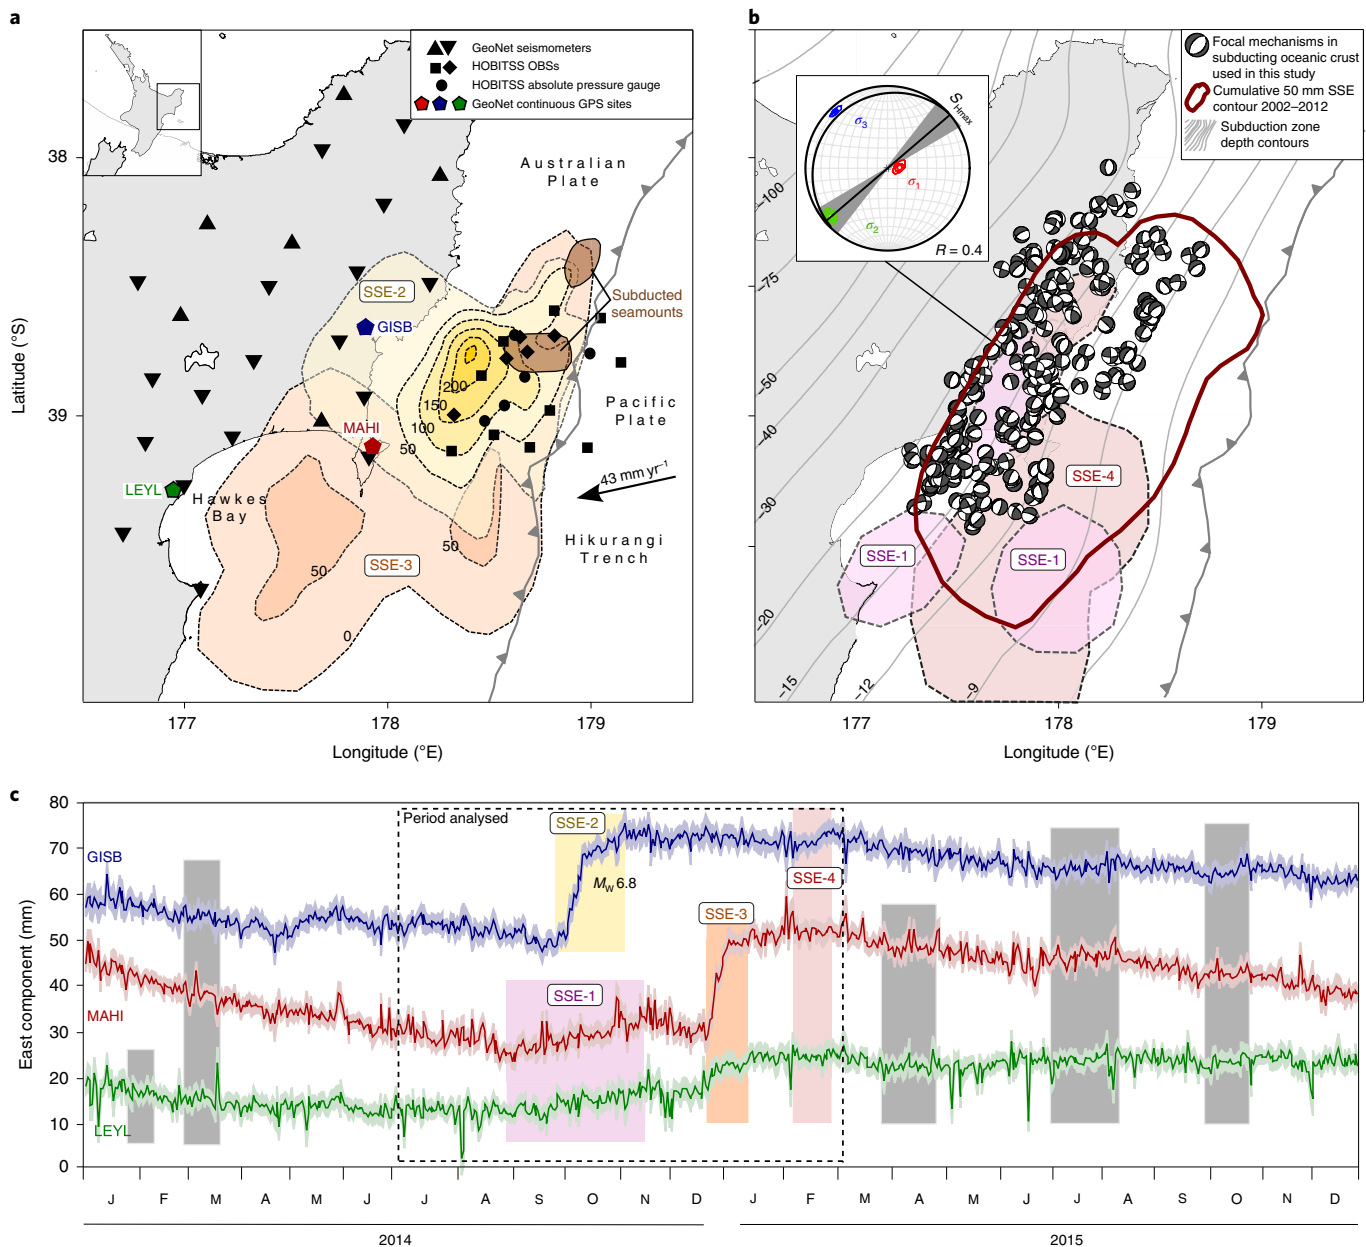 a
GeoNet seismometers
HOBITSS OBSs
HOBITSS absolute pressure gauge
GeoNet continuous GPS sites
38
39
Latitude (°S)
Australian
Plate
SSE-2
GISB
Subducted
seamounts
200
150
100
50
Pacific
Plate
MAHI
LEYL
Hawkes
Bay
43 mm yr⁻¹
Hikurangi
Trench
50
SSE-3
50
0
177
178
179
Longitude (°E)
b
Focal mechanisms in
subducting oceanic crust
used in this study
Cumulative 50 mm SSE
contour 2002–2012
Subduction zone
depth contours
S Hmax
σ3
σ1
σ2
R = 0.4
–100
–75
–50
–40
–30
–20
–15
–12
–9
SSE-4
SSE-1
SSE-1
177
178
179
Longitude (°E)
c
80
70
60
50
40
30
20
10
0
East component (mm)
Period analysed
SSE-2
GISB
MW 6.8
SSE-4
SSE-3
SSE-1
MAHI
LEYL
J F M A M J J A S O N D J F M A M J J A S O N D
2014
2015